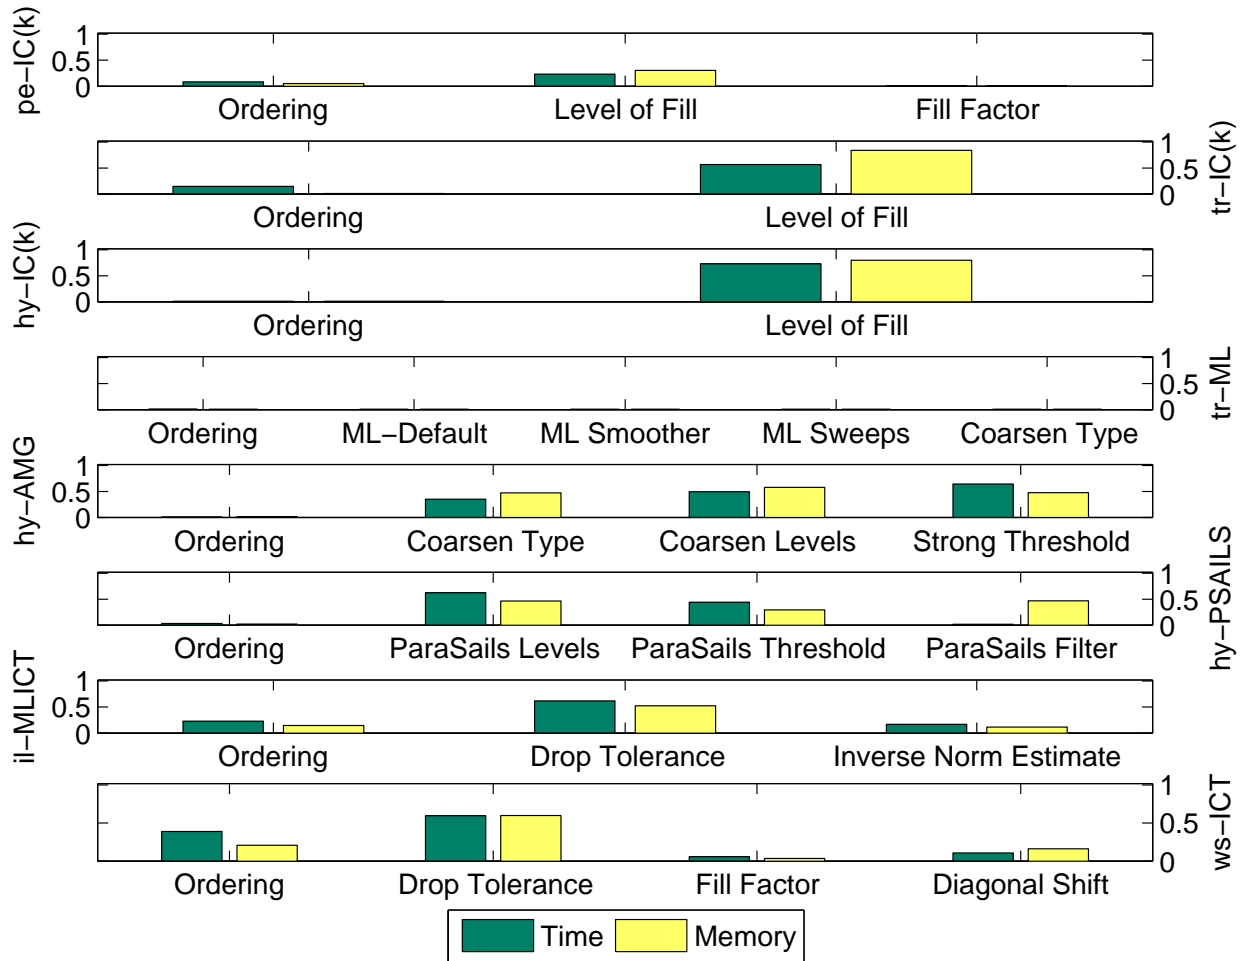 pe−IC(k)
1
0.5
0
Ordering Level of Fill Fill Factor
tr−IC(k)
1
0.5
0
Ordering Level of Fill
hy−IC(k)
1
0.5
0
Ordering Level of Fill
tr−ML
1
0.5
0
Ordering ML−Default ML Smoother ML Sweeps Coarsen Type
hy−AMG
1
0.5
0
Ordering Coarsen Type Coarsen Levels Strong Threshold
hy−PSAILS
1
0.5
0
Ordering ParaSails Levels ParaSails Threshold ParaSails Filter
il−MLICT
1
0.5
0
Ordering Drop Tolerance Inverse Norm Estimate
ws−ICT
1
0.5
0
Ordering Drop Tolerance Fill Factor Diagonal Shift
Time Memory